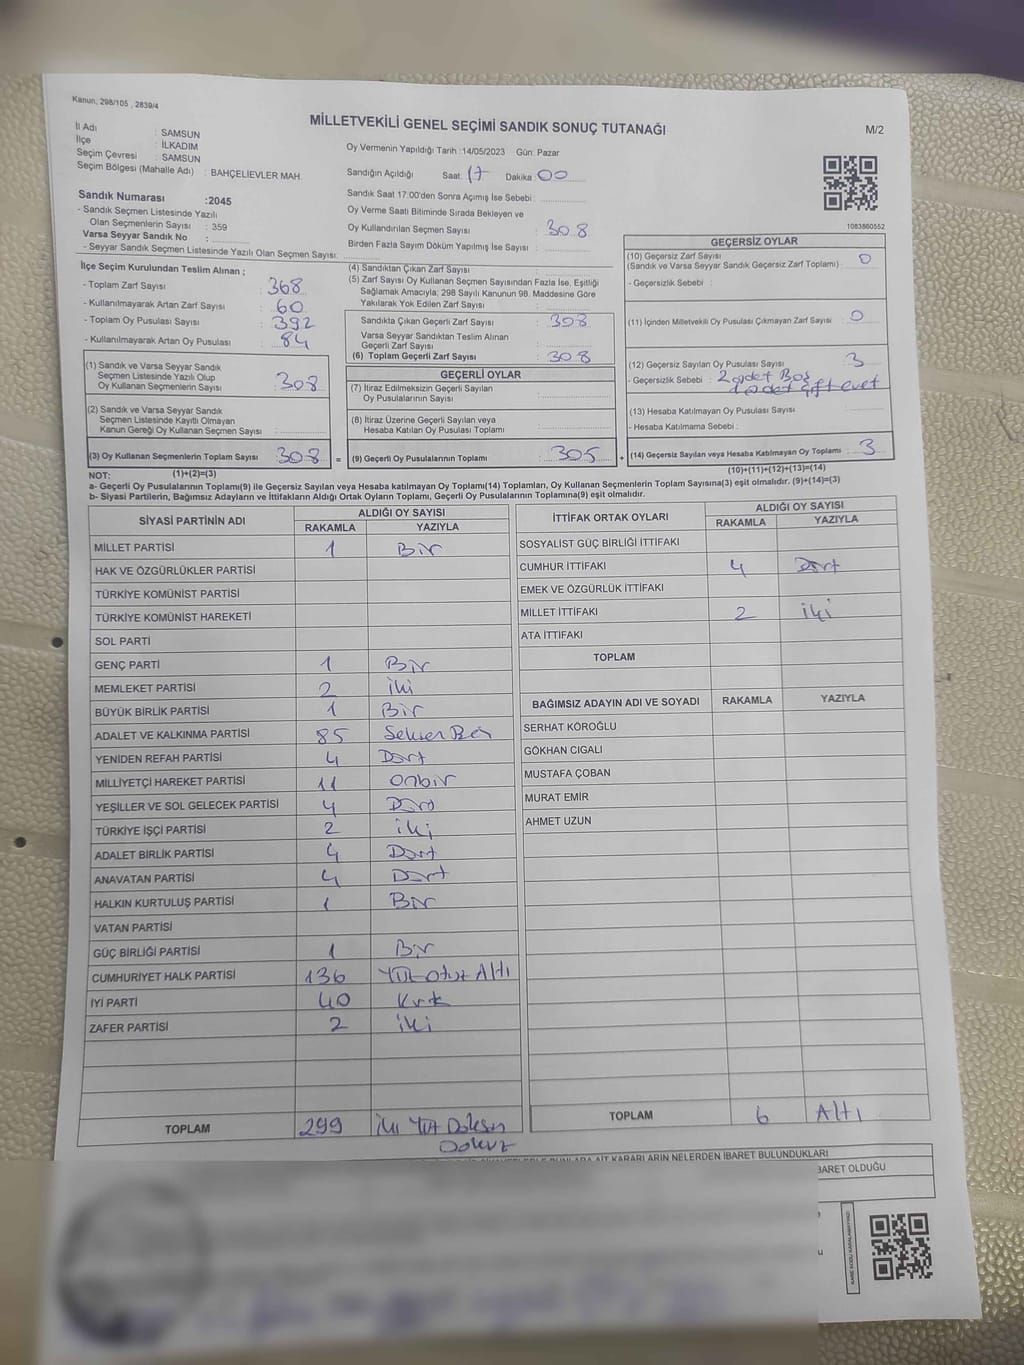 Kanun, 298/105 , 2839/4
MİLLETVEKİLİ GENEL SEÇİMİ SANDIK SONUÇ TUTANAĞI
M/2
İl Adı : SAMSUN
İlçe : İLKADIM
Seçim Çevresi : SAMSUN
Seçim Bölgesi (Mahalle Adı) : BAHÇELİEVLER MAH.
Sandık Numarası :2045
- Sandık Seçmen Listesinde Yazılı
Olan Seçmenlerin Sayısı : 359
Varsa Seyyar Sandık No :
- Seyyar Sandık Seçmen Listesinde Yazılı Olan Seçmen Sayısı:
Oy Vermenin Yapıldığı Tarih :14/05/2023 Gün: Pazar
Sandığın Açıldığı Saat: 17 Dakika: 00
Sandık Saat 17:00'den Sonra Açımış İse Sebebi :
Oy Verme Saati Bitiminde Sırada Bekleyen ve
Oy Kullandırılan Seçmen Sayısı : 308
Birden Fazla Sayım Döküm Yapılmış İse Sayısı :
1083860552
İlçe Seçim Kurulundan Teslim Alınan ;
- Toplam Zarf Sayısı : 368
- Kullanılmayarak Artan Zarf Sayısı : 60
- Toplam Oy Pusulası Sayısı : 392
- Kullanılmayarak Artan Oy Pusulası : 84
(1) Sandık ve Varsa Seyyar Sandık
Seçmen Listesinde Yazılı Olup
Oy Kullanan Seçmenlerin Sayısı : 308
(2) Sandık ve Varsa Seyyar Sandık
Seçmen Listesinde Kayıtlı Olmayan
Kanun Gereği Oy Kullanan Seçmen Sayısı :
(3) Oy Kullanan Seçmenlerin Toplam Sayısı : 308 =
(4) Sandıktan Çıkan Zarf Sayısı :
(5) Zarf Sayısı Oy Kullanan Seçmen Sayısından Fazla İse, Eşitliği
Sağlamak Amacıyla; 298 Sayılı Kanunun 98. Maddesine Göre
Yakılarak Yok Edilen Zarf Sayısı :
Sandıkta Çıkan Geçerli Zarf Sayısı : 308
Varsa Seyyar Sandıktan Teslim Alınan
Geçerli Zarf Sayısı :
(6) Toplam Geçerli Zarf Sayısı : 308
GEÇERLİ OYLAR
(7) İtiraz Edilmeksizin Geçerli Sayılan
Oy Pusulalarının Sayısı :
(8) İtiraz Üzerine Geçerli Sayılan veya
Hesaba Katılan Oy Pusulası Toplamı :
(9) Geçerli Oy Pusulalarının Toplamı : 305 +
GEÇERSİZ OYLAR
(10) Geçersiz Zarf Sayısı : 0
(Sandık ve Varsa Seyyar Sandık Geçersiz Zarf Toplamı)
- Geçersizlik Sebebi :
(11) İçinden Milletvekili Oy Pusulası Çıkmayan Zarf Sayısı : 0
(12) Geçersiz Sayılan Oy Pusulası Sayısı : 3
- Geçersizlik Sebebi : 2 adet Boş
1 adet çift evet
(13) Hesaba Katılmayan Oy Pusulası Sayısı :
- Hesaba Katılmama Sebebi :
(14) Geçersiz Sayılan veya Hesaba Katılmayan Oy Toplamı : 3
NOT: (1)+(2)=(3) (10)+(11)+(12)+(13)=(14)
a- Geçerli Oy Pusulalarının Toplamı(9) ile Geçersiz Sayılan veya Hesaba katılmayan Oy Toplamı(14) Toplamları, Oy Kullanan Seçmenlerin Toplam Sayısına(3) eşit olmalıdır. (9)+(14)=(3)
b- Siyasi Partilerin, Bağımsız Adayların ve İttifakların Aldığı Ortak Oyların Toplamı, Geçerli Oy Pusulalarının Toplamına(9) eşit olmalıdır.
SİYASİ PARTİNİN ADI ALDIĞI OY SAYISI
RAKAMLA YAZIYLA
MİLLET PARTİSİ 1 Bir
HAK VE ÖZGÜRLÜKLER PARTİSİ
TÜRKİYE KOMÜNİST PARTİSİ
TÜRKİYE KOMÜNİST HAREKETİ
SOL PARTİ
GENÇ PARTİ 1 Bir
MEMLEKET PARTİSİ 2 iki
BÜYÜK BİRLİK PARTİSİ 1 Bir
ADALET VE KALKINMA PARTİSİ 85 Seksen Beş
YENİDEN REFAH PARTİSİ 4 Dört
MİLLİYETÇİ HAREKET PARTİSİ 11 onbir
YEŞİLLER VE SOL GELECEK PARTİSİ 4 Dört
TÜRKİYE İŞÇİ PARTİSİ 2 iki
ADALET BİRLİK PARTİSİ 4 Dört
ANAVATAN PARTİSİ 4 Dört
HALKIN KURTULUŞ PARTİSİ 1 Bir
VATAN PARTİSİ
GÜÇ BİRLİĞİ PARTİSİ 1 Bir
CUMHURİYET HALK PARTİSİ 136 Yüz otuz Altı
İYİ PARTİ 40 Kırk
ZAFER PARTİSİ 2 iki
TOPLAM 299 iki Yüz Doksan
Dokuz
İTTİFAK ORTAK OYLARI ALDIĞI OY SAYISI
RAKAMLA YAZIYLA
SOSYALİST GÜÇ BİRLİĞİ İTTİFAKI
CUMHUR İTTİFAKI 4 Dört
EMEK VE ÖZGÜRLÜK İTTİFAKI
MİLLET İTTİFAKI 2 iki
ATA İTTİFAKI
TOPLAM
BAĞIMSIZ ADAYIN ADI VE SOYADI RAKAMLA YAZIYLA
SERHAT KÖROĞLU
GÖKHAN CIGALI
MUSTAFA ÇOBAN
MURAT EMİR
AHMET UZUN
TOPLAM 6 Altı
AİT KARARLARIN NELERDEN İBARET BULUNDUKLARI
BARET OLDUĞU